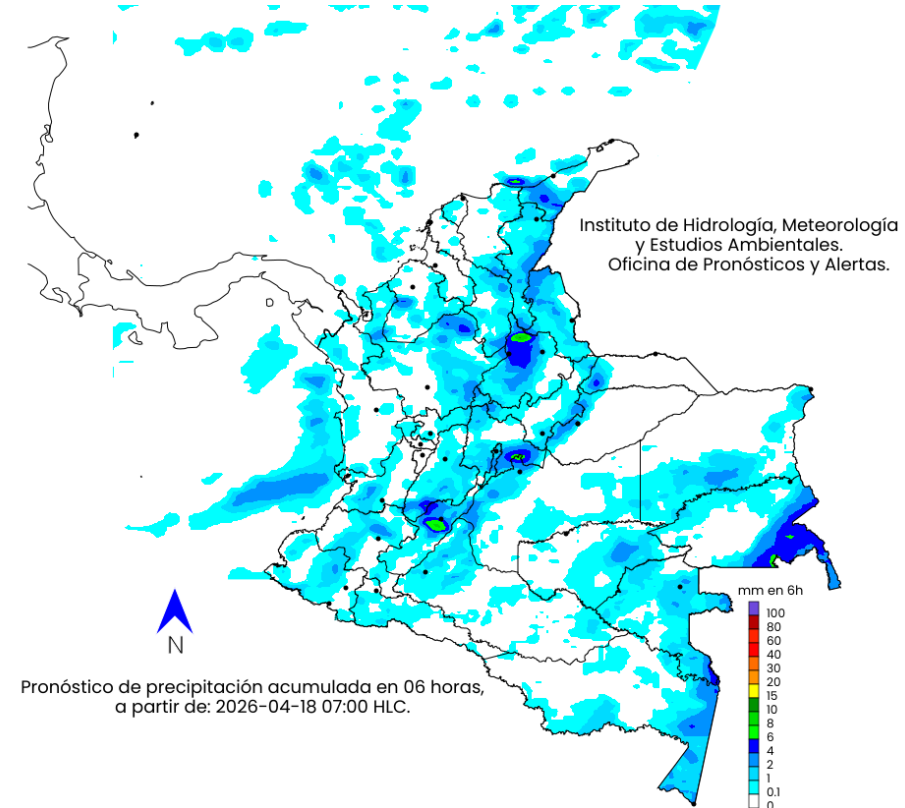 Instituto de Hidrología, Meteorología
y Estudios Ambientales.
Oficina de Pronósticos y Alertas.
mm en 6h
100
80
60
40
30
20
15
10
8
6
4
2
1
0.1
0
N
Pronóstico de precipitación acumulada en 06 horas,
a partir de: 2026-04-18 07:00 HLC.